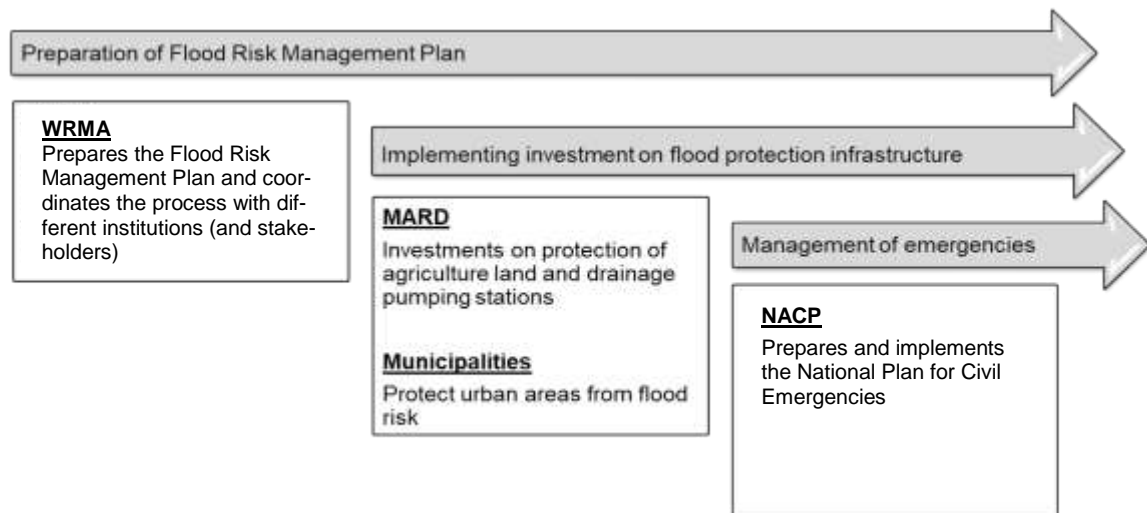 Preparation of Flood Risk Management Plan
WRMA
Prepares the Flood Risk
Management Plan and coor-
dinates the process with dif-
ferent institutions (and stake-
holders)
Implementing investment on flood protection infrastructure
MARD
Investments on protection of
agriculture land and drainage
pumping stations
Municipalities
Protect urban areas from flood
risk
Management of emergencies
NACP
Prepares and implements
the National Plan for Civil
Emergencies